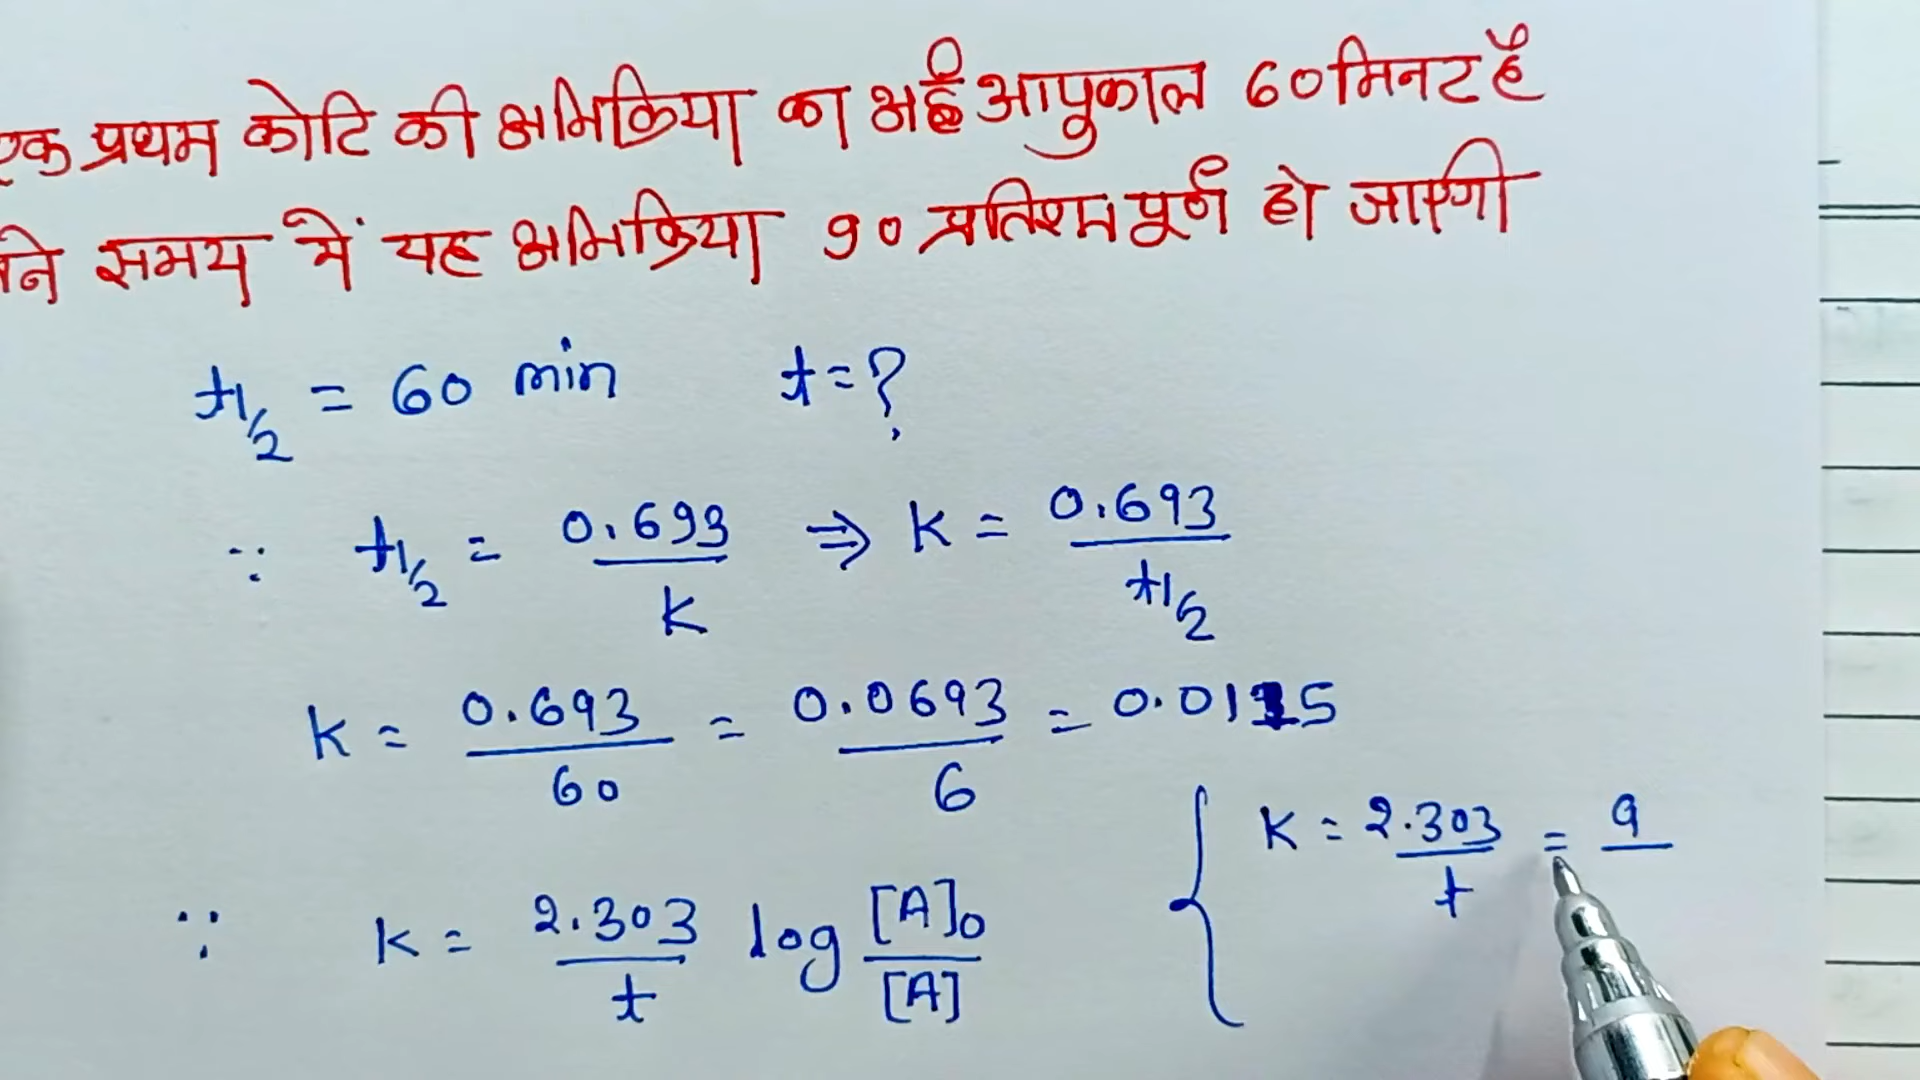 एक प्रथम कोटि की अभिक्रिया का अर्द्ध आयुकाल 60 मिनट है
समय में यह अभिक्रिया 90 प्रतिशत पूर्ण हो जाएगी
t1/2 = 60 min t = ?
∵ t1/2 = 0.693/K ⇒ K = 0.693/t1/2
K = 0.693/60 = 0.0693/6 = 0.0115
∵ K = 2.303/t log [A]0/[A]
{ K = 2.303/t = a/